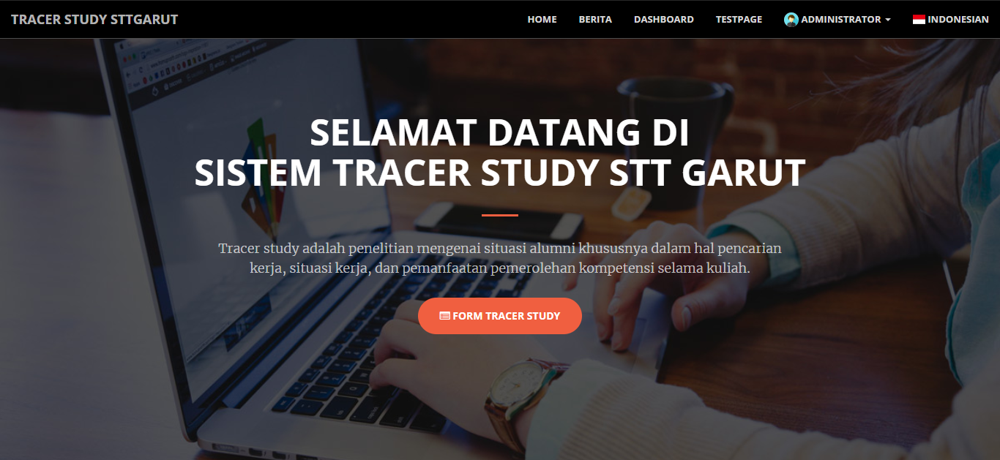 TRACER STUDY STTGARUT
HOME BERITA DASHBOARD TESTPAGE ADMINISTRATOR INDONESIAN
SELAMAT DATANG DI
SISTEM TRACER STUDY STT GARUT
Tracer study adalah penelitian mengenai situasi alumni khususnya dalam hal pencarian
kerja, situasi kerja, dan pemanfaatan pemerolehan kompetensi selama kuliah.
FORM TRACER STUDY